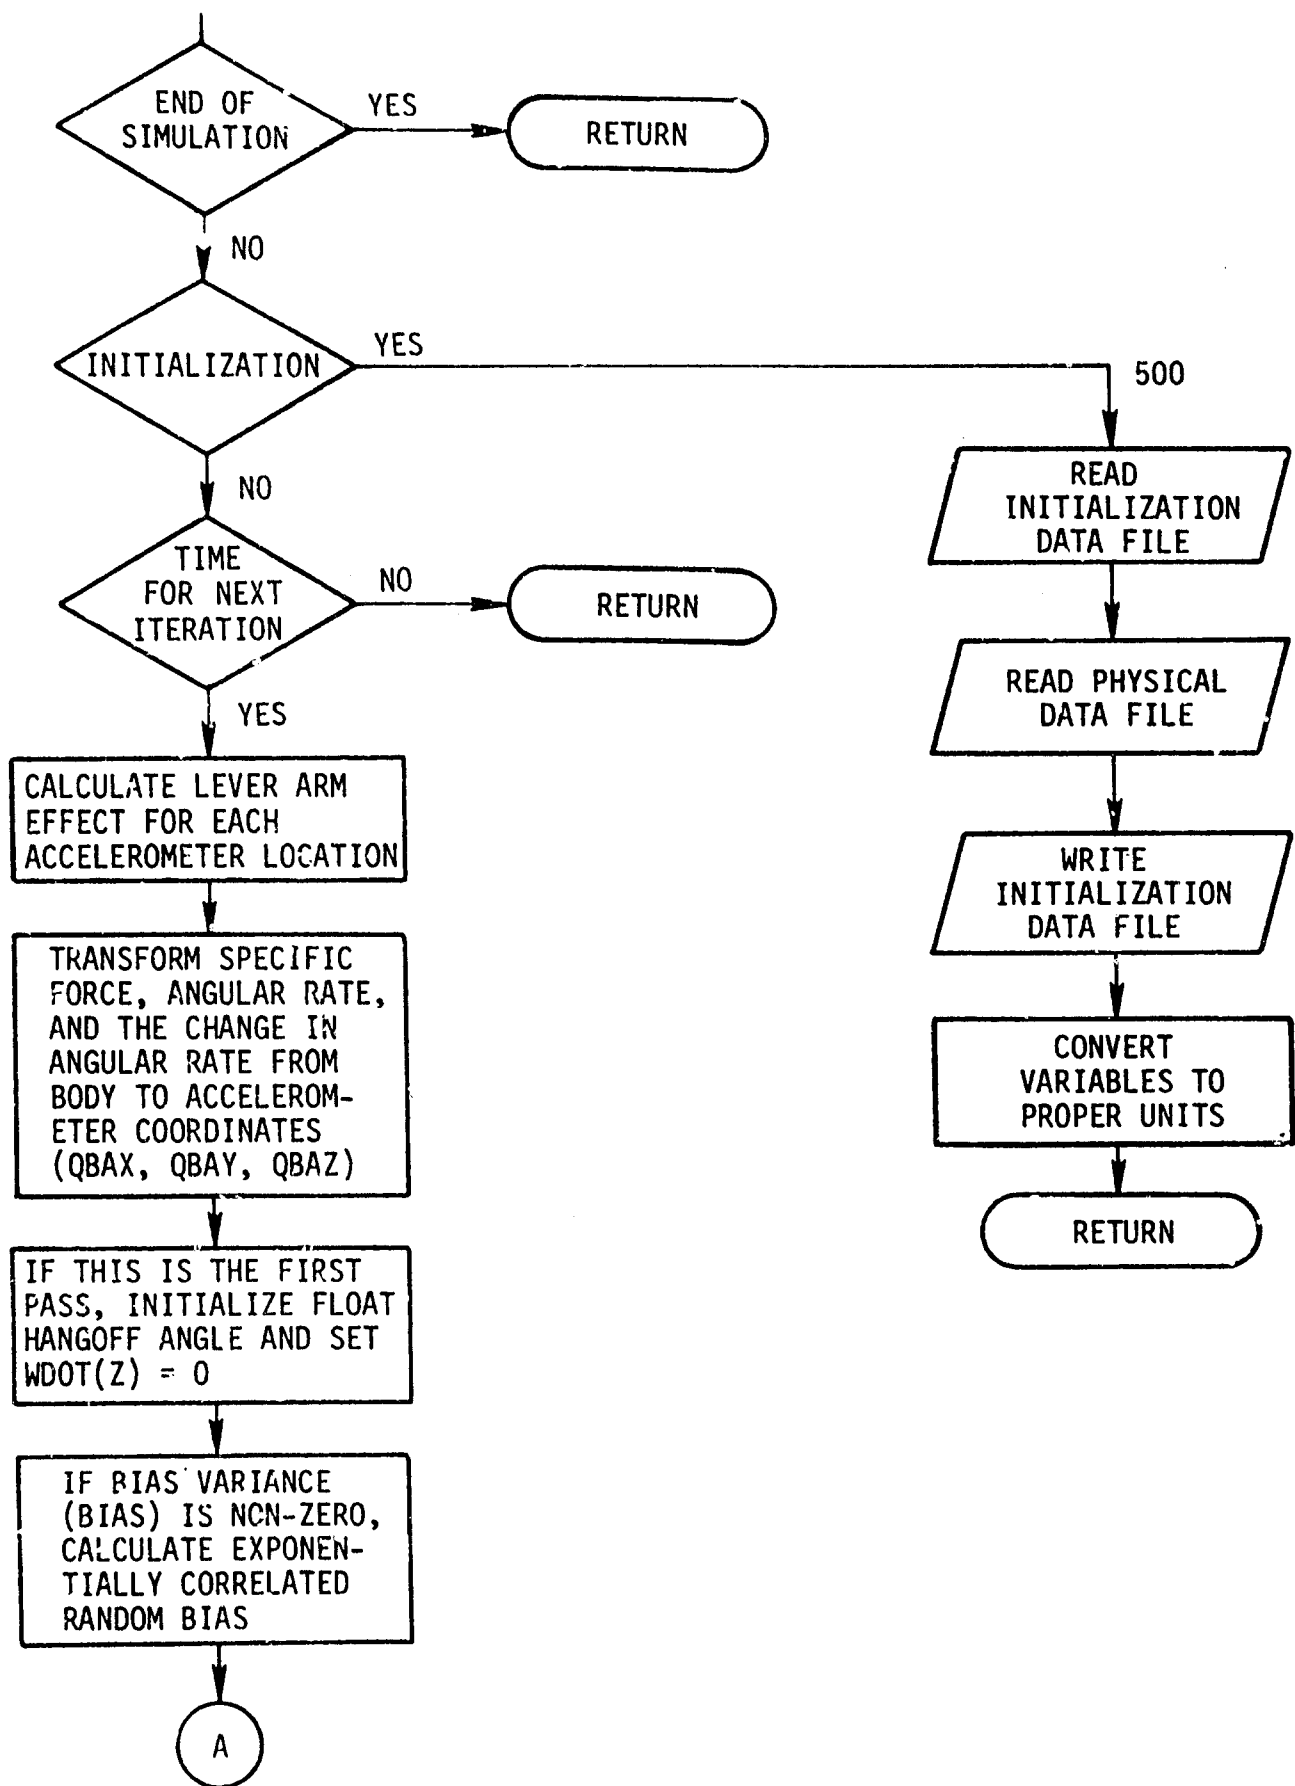 END OF
SIMULATION
YES
RETURN
NO
INITIALIZATION
YES
500
NO
TIME
FOR NEXT
ITERATION
NO
RETURN
YES
CALCULATE LEVER ARM
EFFECT FOR EACH
ACCELEROMETER LOCATION
TRANSFORM SPECIFIC
FORCE, ANGULAR RATE,
AND THE CHANGE IN
ANGULAR RATE FROM
BODY TO ACCELEROM-
ETER COORDINATES
(QBAX, QBAY, QBAZ)
IF THIS IS THE FIRST
PASS, INITIALIZE FLOAT
HANGOFF ANGLE AND SET
WDOT(Z) = 0
IF BIAS VARIANCE
(BIAS) IS NON-ZERO,
CALCULATE EXPONEN-
TIALLY CORRELATED
RANDOM BIAS
A
READ
INITIALIZATION
DATA FILE
READ PHYSICAL
DATA FILE
WRITE
INITIALIZATION
DATA FILE
CONVERT
VARIABLES TO
PROPER UNITS
RETURN